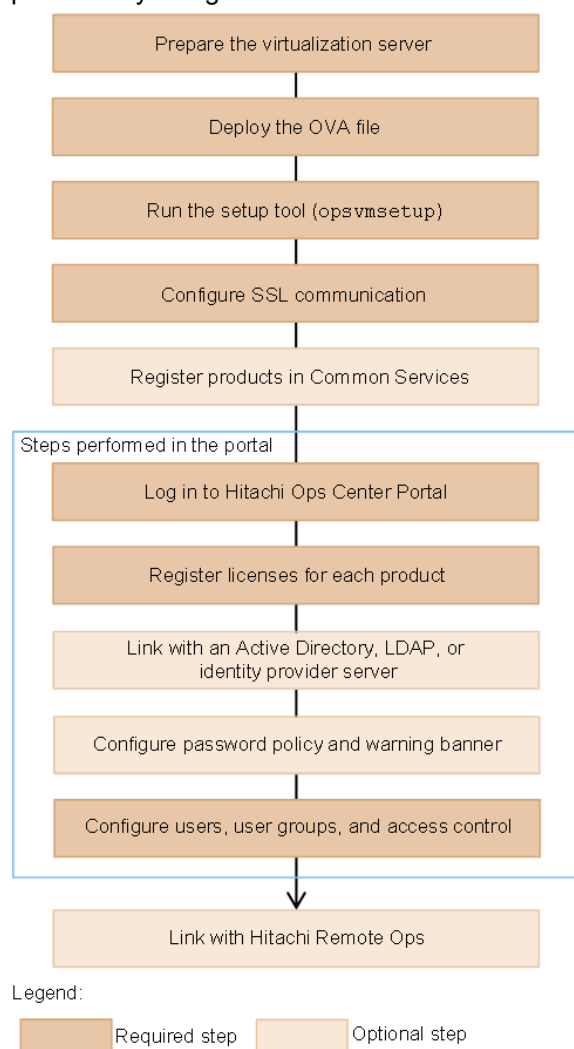 Prepare the virtualization server
Deploy the OVA file
Run the setup tool (opsvmsetup)
Configure SSL communication
Register products in Common Services
Steps performed in the portal
Log in to Hitachi Ops Center Portal
Register licenses for each product
Link with an Active Directory, LDAP, or
identity provider server
Configure password policy and warning banner
Configure users, user groups, and access control
Link with Hitachi Remote Ops
Legend:
Required step
Optional step